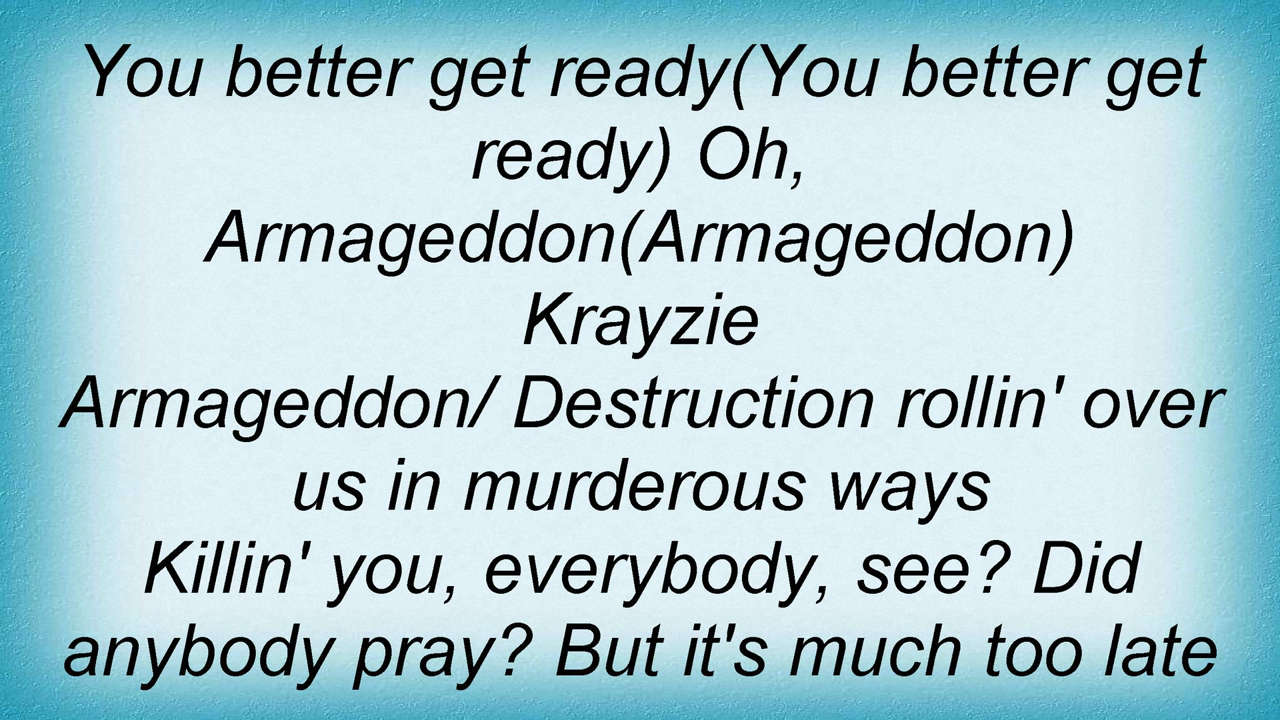 You better get ready(You better get
ready) Oh,
Armageddon(Armageddon)
Krayzie
Armageddon/ Destruction rollin' over
us in murderous ways
Killin' you, everybody, see? Did
anybody pray? But it's much too late